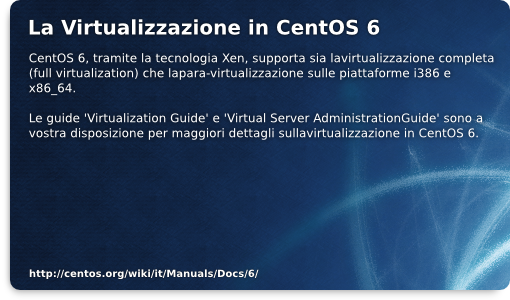 La Virtualizzazione in CentOS 6
CentOS 6, tramite la tecnologia Xen, supporta sia lavirtualizzazione completa
(full virtualization) che lapara-virtualizzazione sulle piattaforme i386 e
x86_64.
Le guide 'Virtualization Guide' e 'Virtual Server AdministrationGuide' sono a
vostra disposizione per maggiori dettagli sullavirtualizzazione in CentOS 6.
http://centos.org/wiki/it/Manuals/Docs/6/